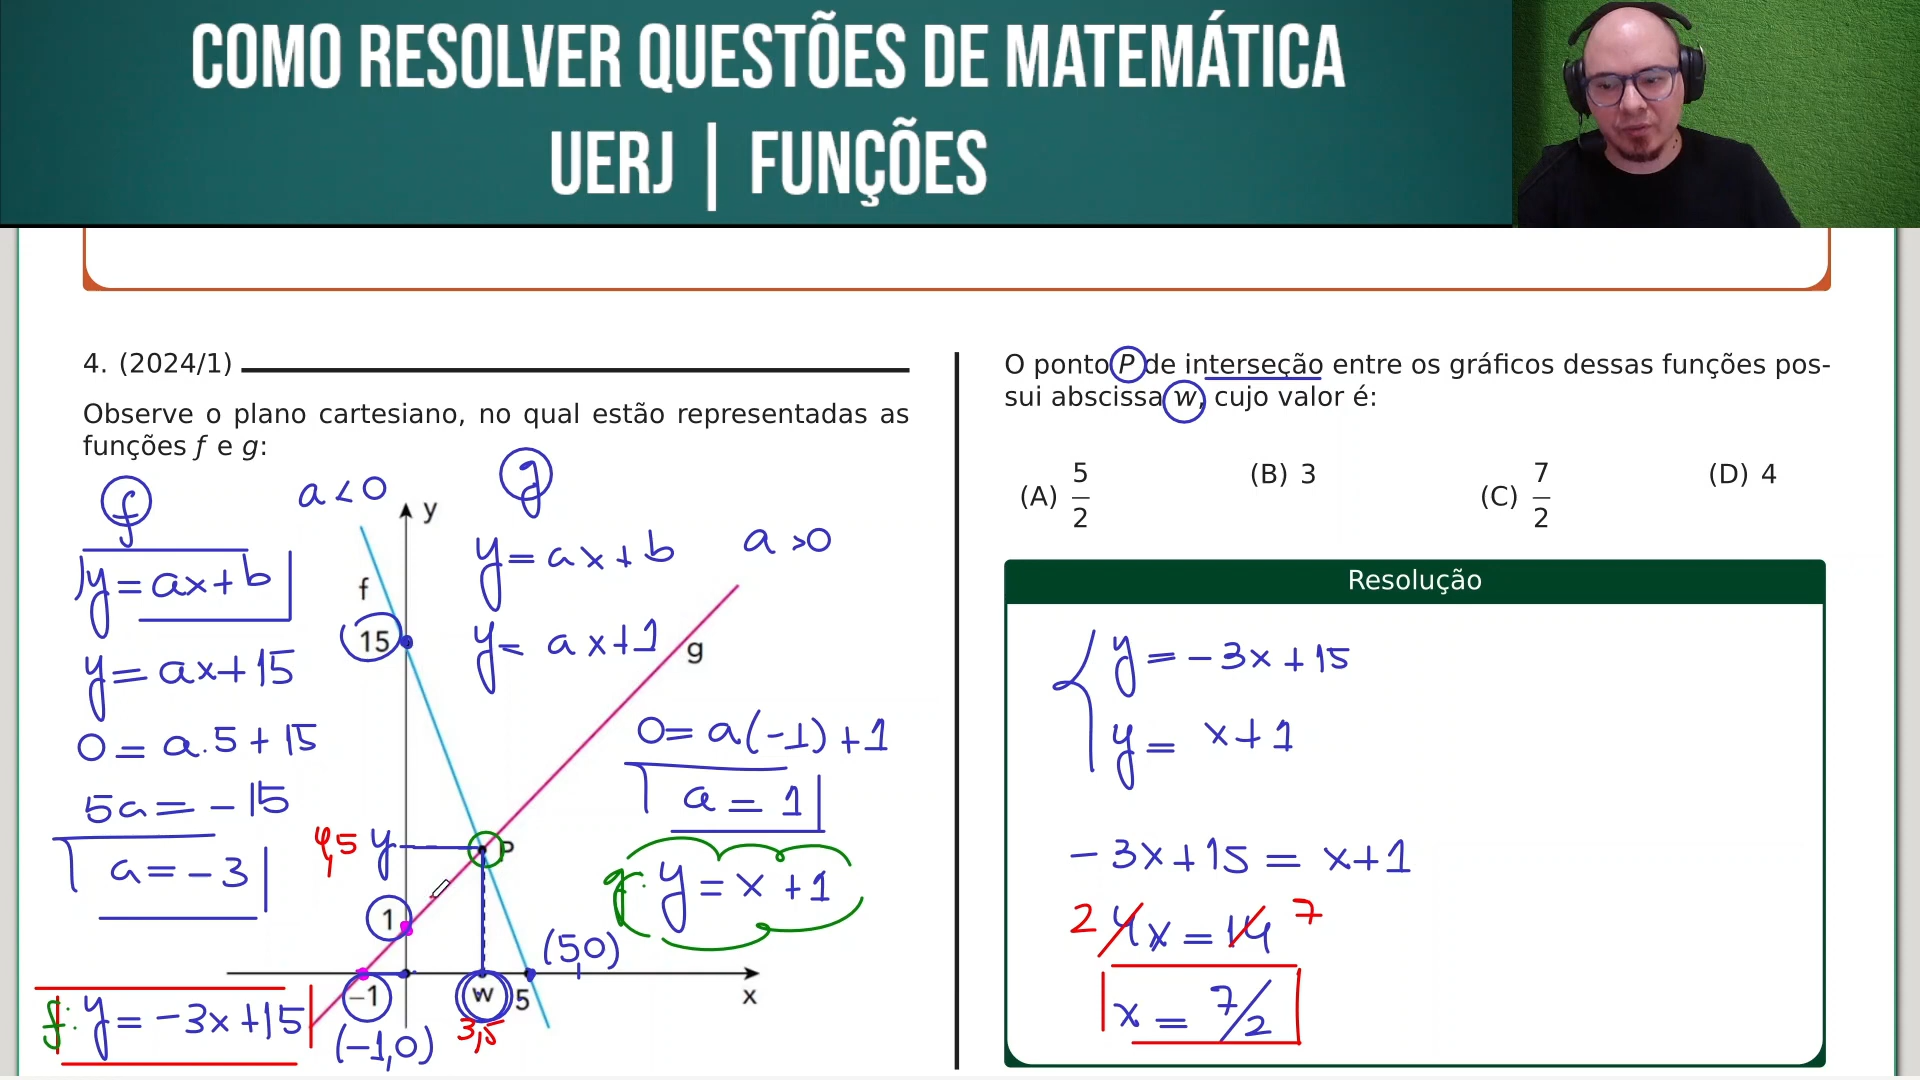 COMO RESOLVER QUESTÕES DE MATEMÁTICA
UERJ | FUNÇÕES
4. (2024/1)
Observe o plano cartesiano, no qual estão representadas as
funções f e g:
f
a < 0
y
g
y = ax + b
y = ax + b
a > 0
f
15
y = ax + 1
g
y = ax + 15
0 = a.5 + 15
0 = a(-1) + 1
5a = - 15
a = 1
4,5 y
P
a = - 3
g: y = x + 1
1
(5 0)
-1
w
5
x
f: y = -3x + 15
(-1,0)
3,5
O ponto P de interseção entre os gráficos dessas funções pos-
sui abscissa w, cujo valor é:
(A) 5/2
(B) 3
(C) 7/2
(D) 4
Resolução
y = - 3x + 15
y = x + 1
- 3x + 15 = x + 1
2 4x = 14 7
x = 7/2